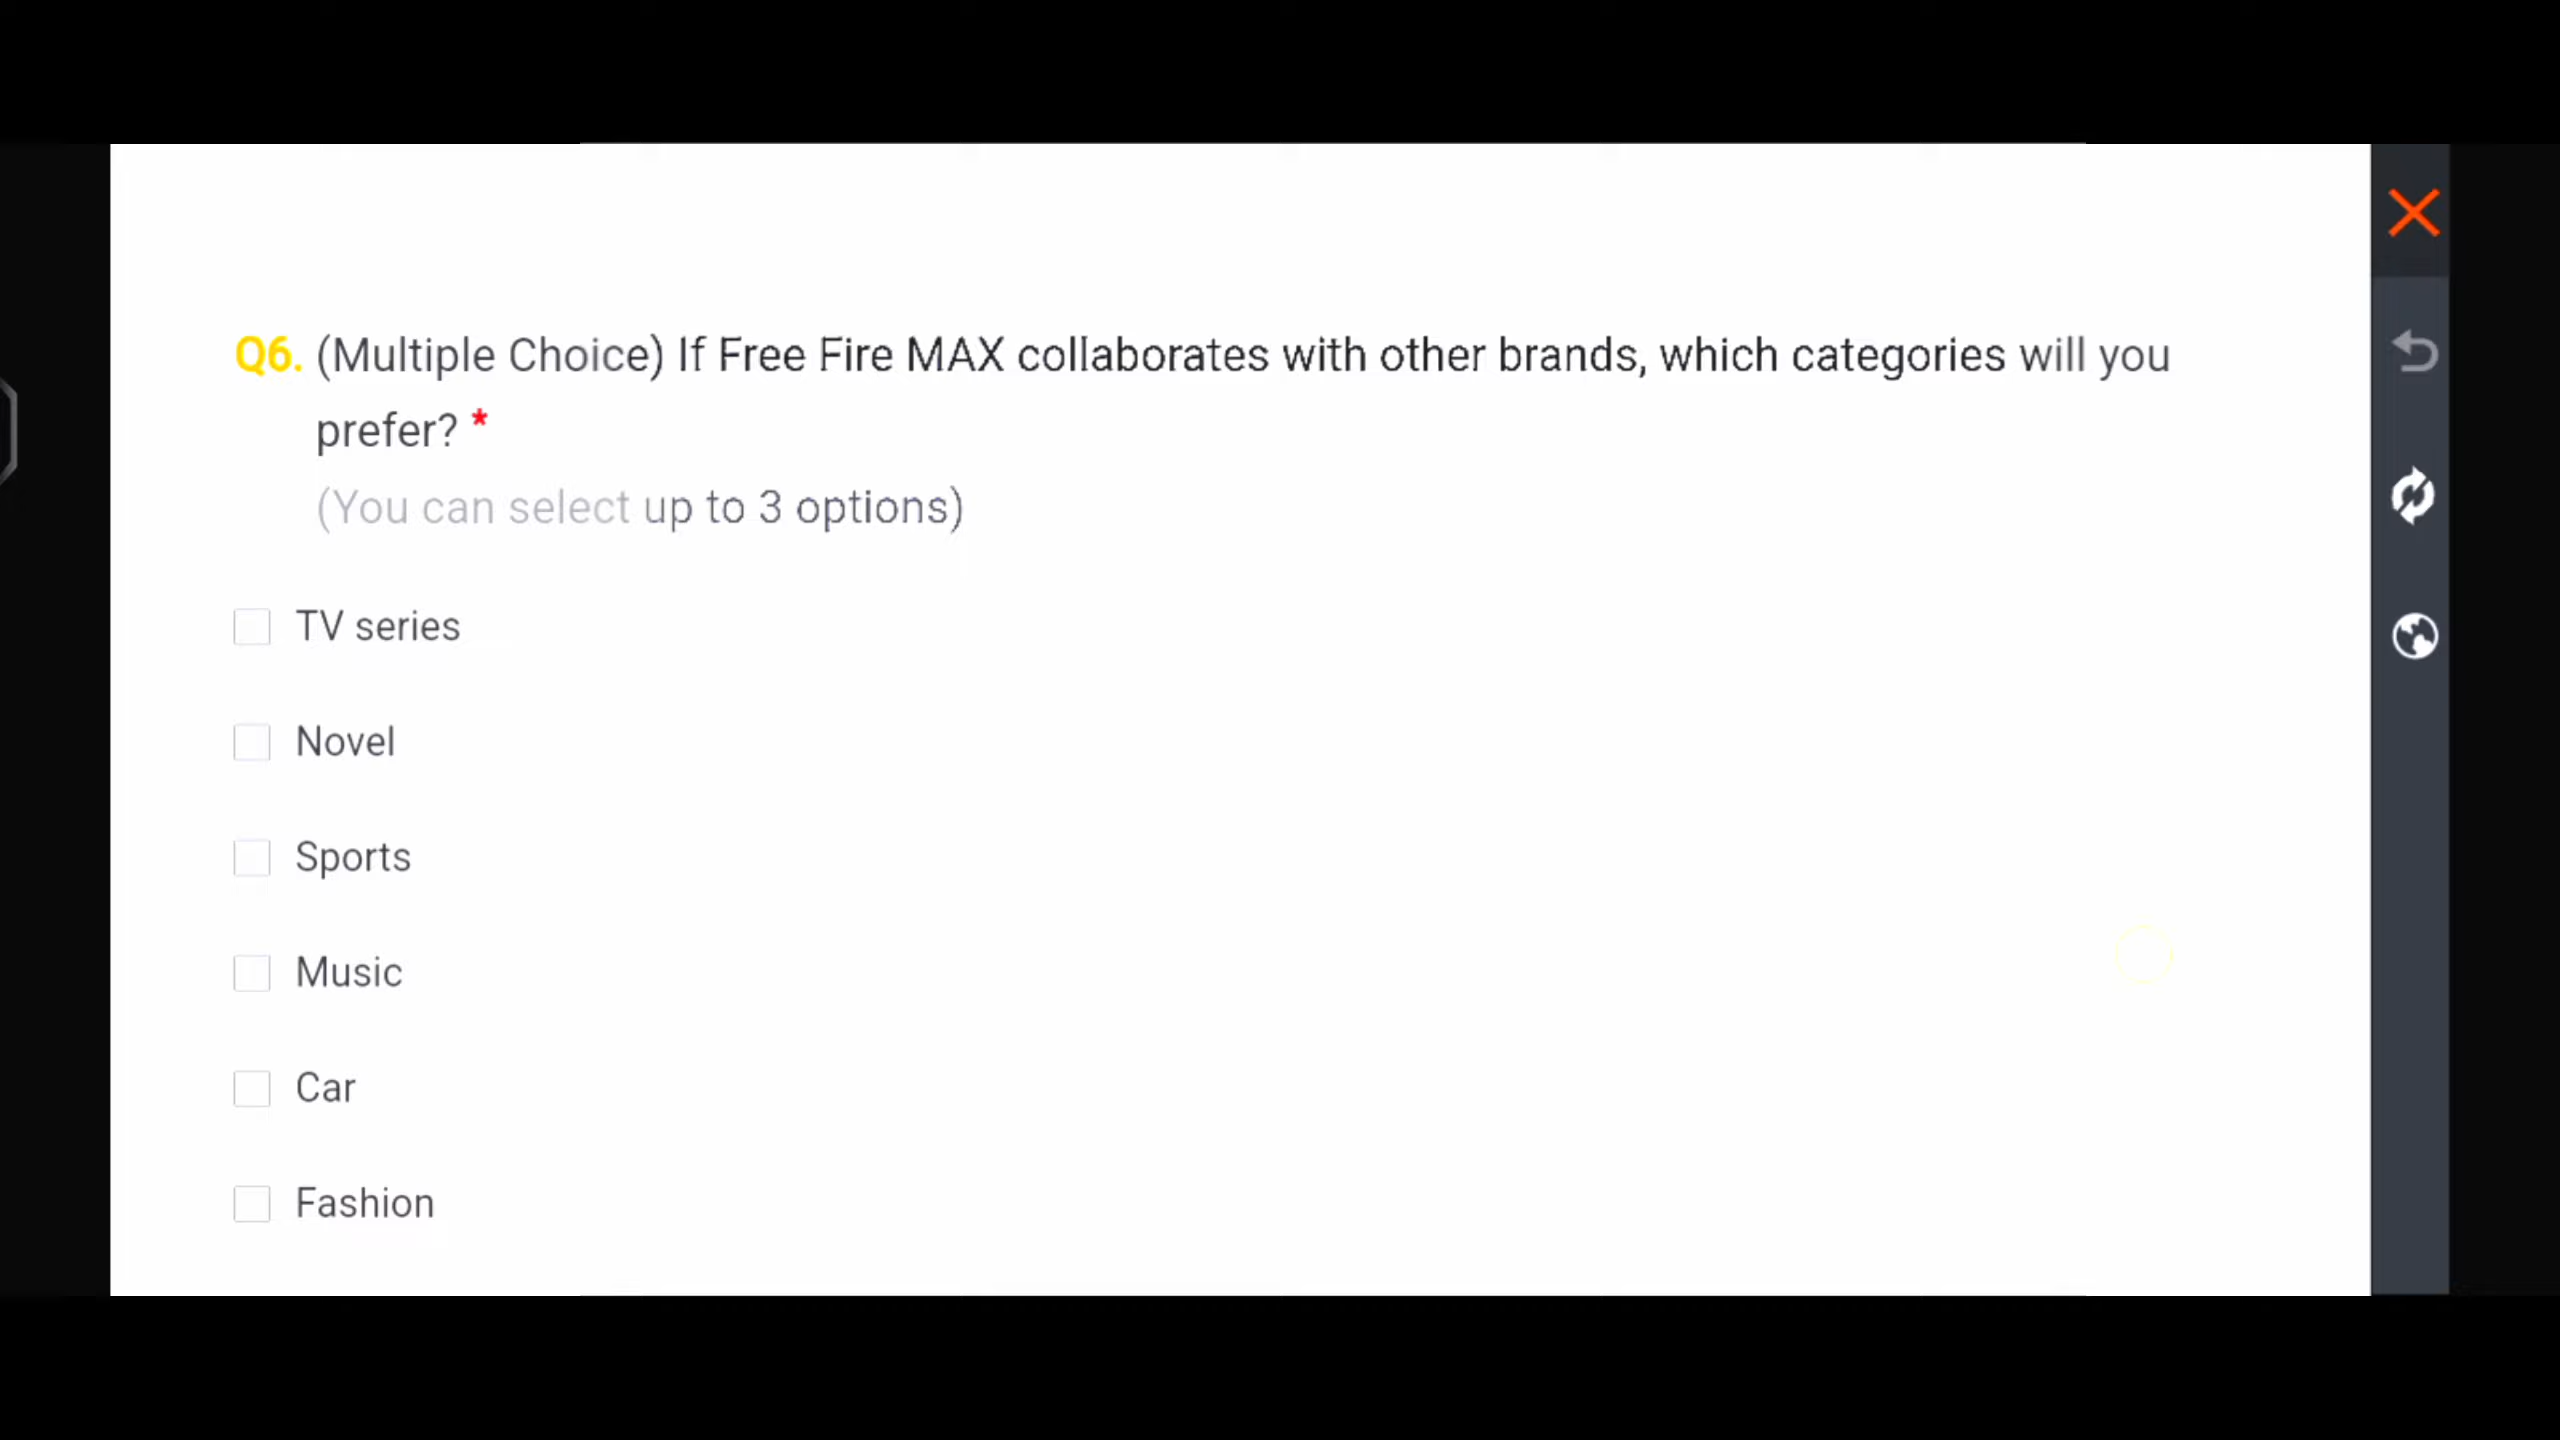 Q6. (Multiple Choice) If Free Fire MAX collaborates with other brands, which categories will you
prefer? *
(You can select up to 3 options)
TV series
Novel
Sports
Music
Car
Fashion